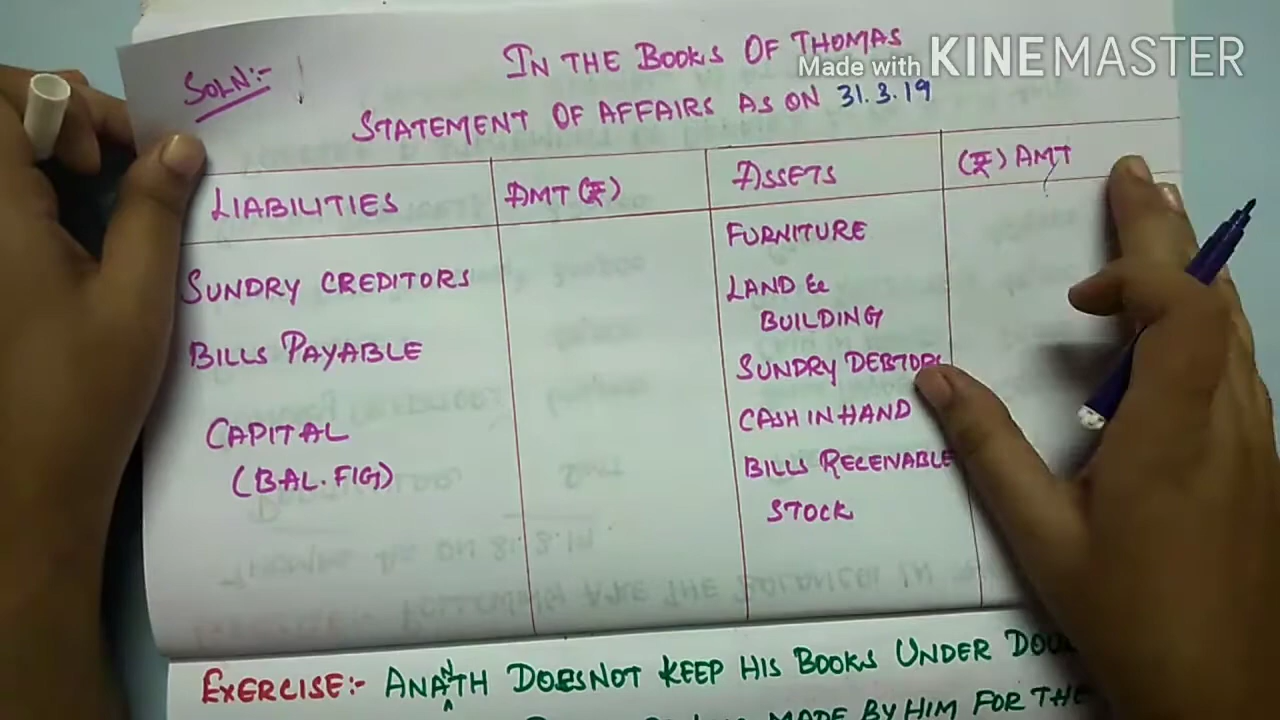 SOLN:-
IN THE BOOKS OF THOMAS
Made with KINEMASTER
STATEMENT OF AFFAIRS AS ON 31.3.19
LIABILITIES AMT (₹) ASSETS (₹) AMT
FURNITURE
SUNDRY CREDITORS
LAND &
BUILDING
BILLS PAYABLE
SUNDRY DEBTORS
CAPITAL
CASH IN HAND
(BAL. FIG)
BILLS RECEIVABLE
STOCK
EXERCISE:- ANANTH DOES NOT KEEP HIS BOOKS UNDER
MADE BY HIM FOR THE